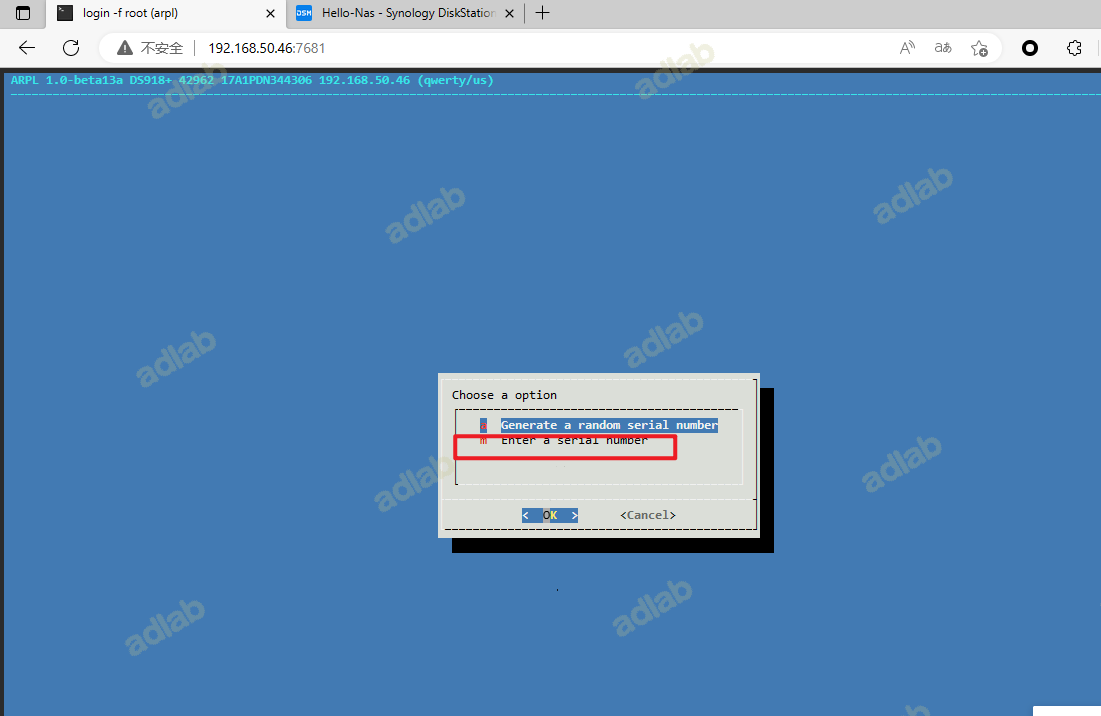 login -f root (arpl)
DSM Hello-Nas - Synology DiskStation
不安全 192.168.50.46:7681
ARPL 1.0-beta13a DS918+ 42962 17A1PDN344306 192.168.50.46 (qwerty/us)
Choose a option
a Generate a random serial number
m Enter a serial number
< OK > <Cancel>
adlab
adlab
adlab
adlab
adlab
adlab
adlab
adlab
adlab
adlab